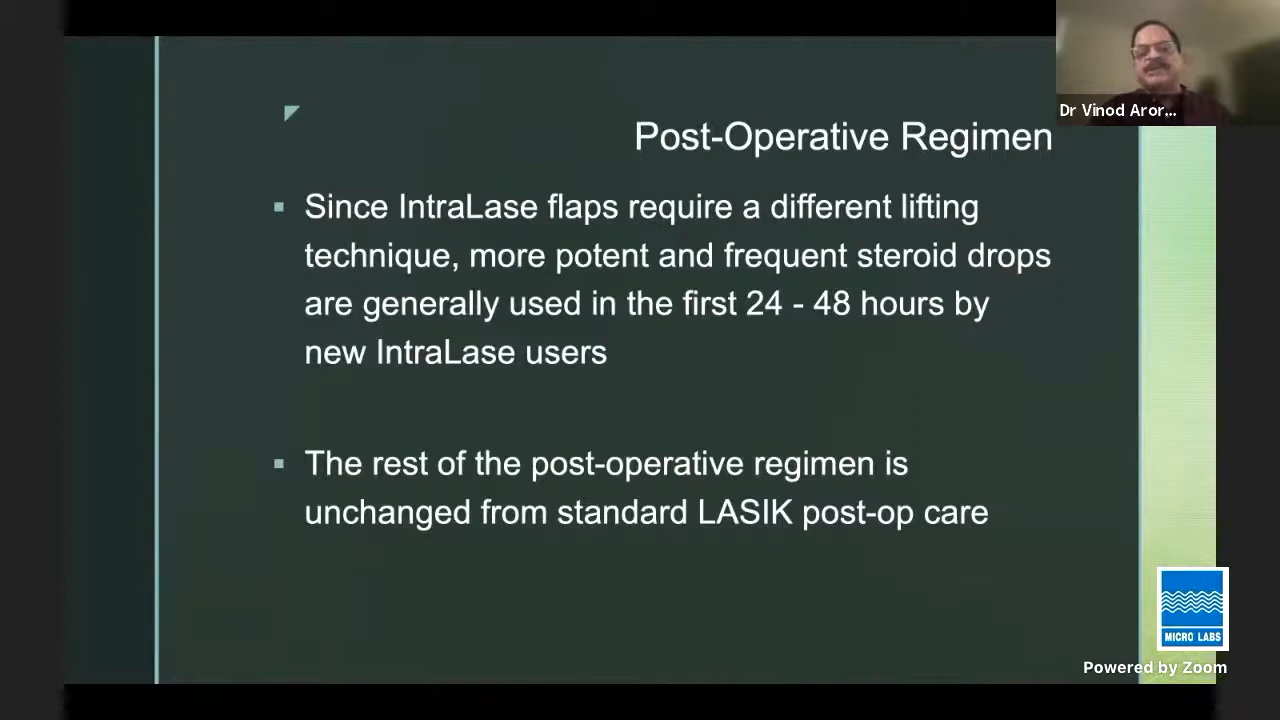 Dr Vinod Aror...
Post-Operative Regimen
Since IntraLase flaps require a different lifting
technique, more potent and frequent steroid drops
are generally used in the first 24 - 48 hours by
new IntraLase users
The rest of the post-operative regimen is
unchanged from standard LASIK post-op care
MICRO LABS
Powered by Zoom